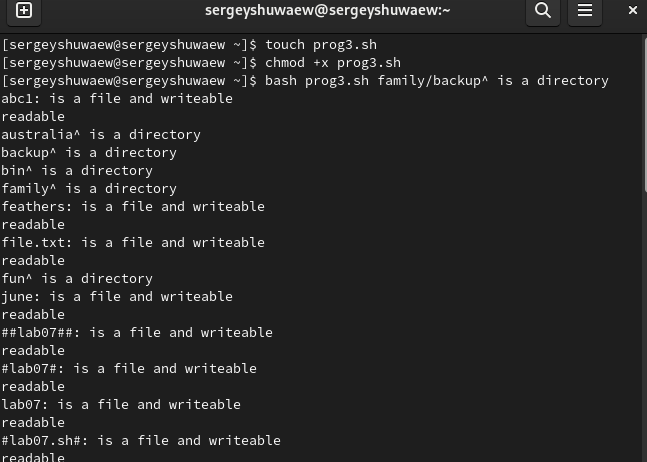 sergeyshuwaew@sergeyshuwaew:~
[sergeyshuwaew@sergeyshuwaew ~]$ touch prog3.sh
[sergeyshuwaew@sergeyshuwaew ~]$ chmod +x prog3.sh
[sergeyshuwaew@sergeyshuwaew ~]$ bash prog3.sh family/backup^ is a directory
abc1: is a file and writeable
readable
australia^ is a directory
backup^ is a directory
bin^ is a directory
family^ is a directory
feathers: is a file and writeable
readable
file.txt: is a file and writeable
readable
fun^ is a directory
june: is a file and writeable
readable
##lab07##: is a file and writeable
readable
#lab07#: is a file and writeable
readable
lab07: is a file and writeable
readable
#lab07.sh#: is a file and writeable
readable